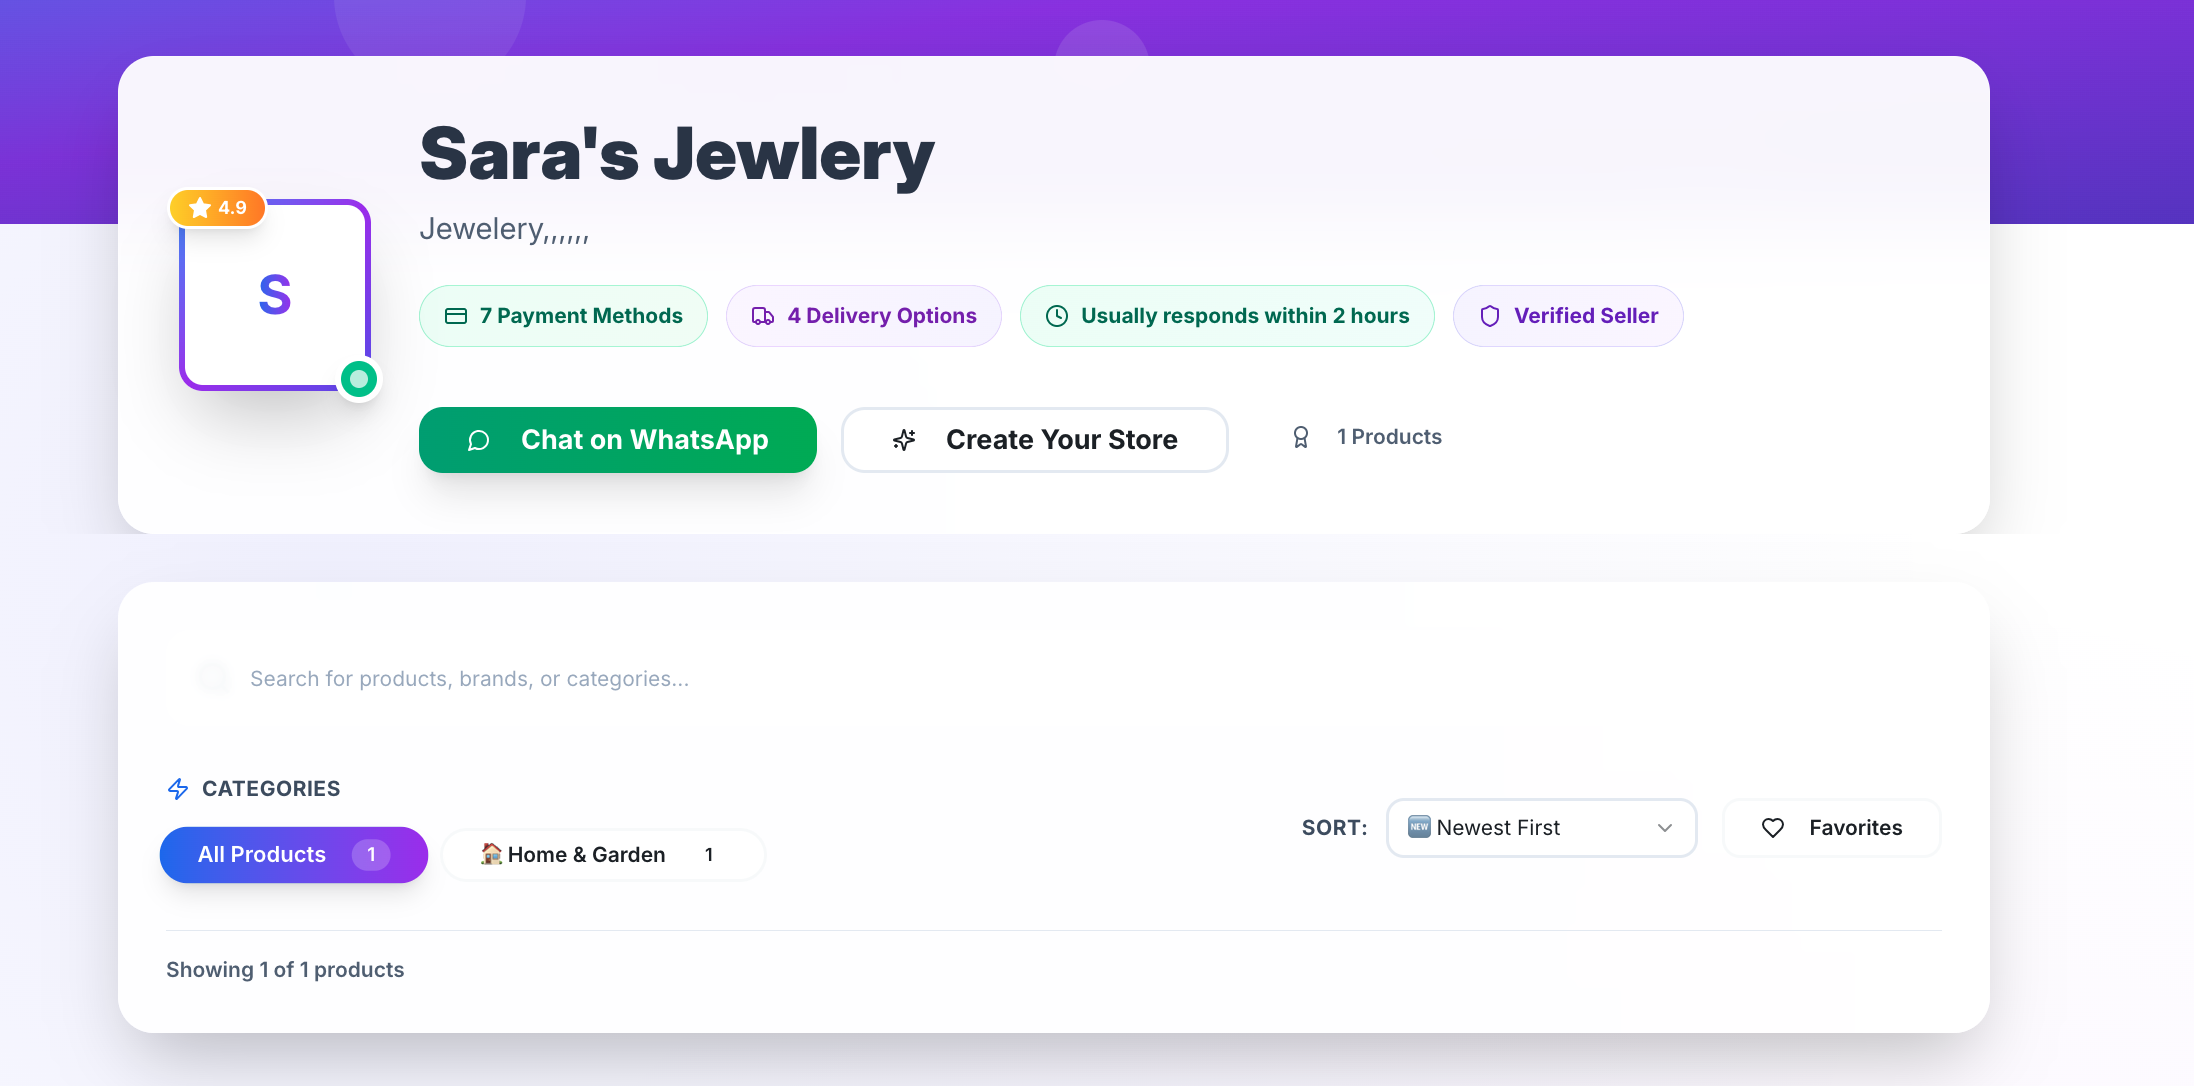 Sara's Jewlery
Jewelery,,,,,,
4.9
S
7 Payment Methods
4 Delivery Options
Usually responds within 2 hours
Verified Seller
Chat on WhatsApp
Create Your Store
1 Products
Search for products, brands, or categories...
CATEGORIES
All Products 1
🏠 Home & Garden 1
SORT:
🆕 Newest First
Favorites
Showing 1 of 1 products